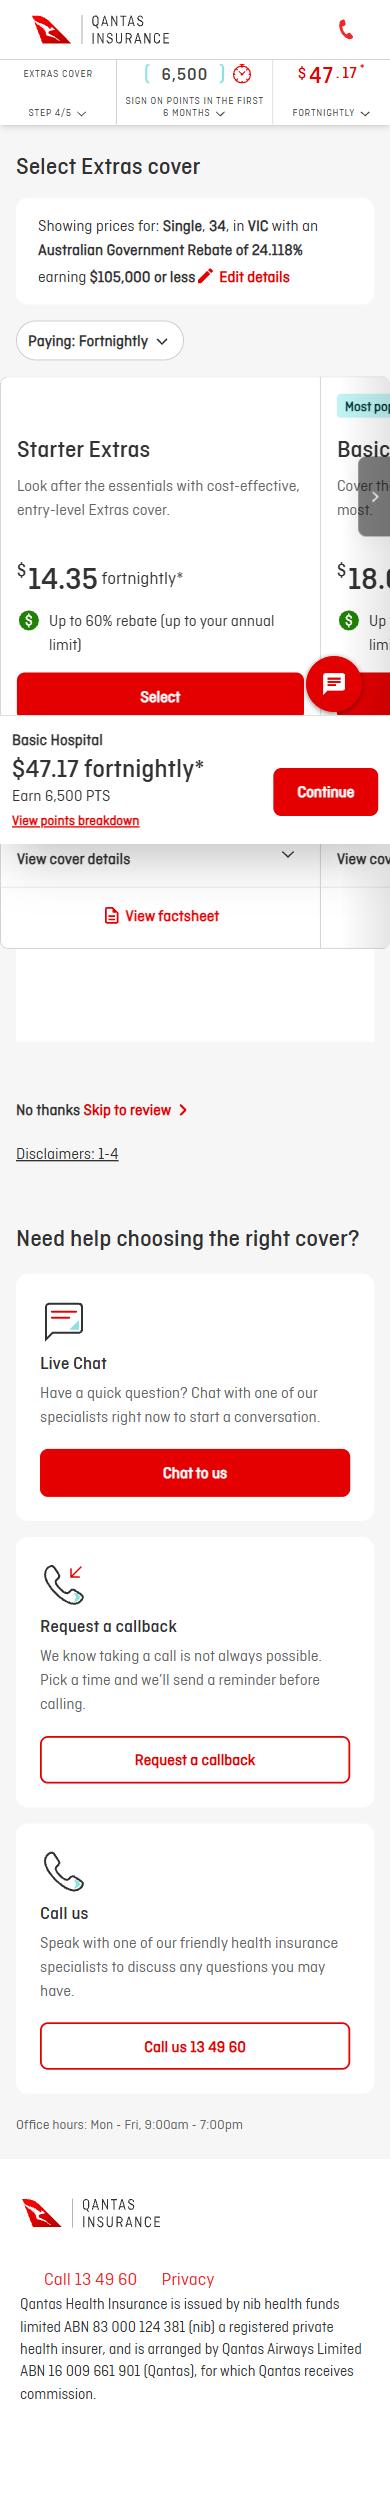 QANTAS
INSURANCE
EXTRAS COVER
6,500
$47.17*
STEP 4/5
SIGN ON POINTS IN THE FIRST
6 MONTHS
FORTNIGHTLY
Select Extras cover
Showing prices for: Single, 34, in VIC with an
Australian Government Rebate of 24.118%
earning $105,000 or less Edit details
Paying: Fortnightly
Starter Extras
Look after the essentials with cost-effective,
entry-level Extras cover.
$14.35 fortnightly*
Up to 60% rebate (up to your annual
limit)
Select
Most
Basic
Cover
most.
$18.
Up
Basic Hospital
$47.17 fortnightly*
Earn 6,500 PTS
View points breakdown
Continue
View cover details
View
View factsheet
No thanks Skip to review
Disclaimers: 1-4
Need help choosing the right cover?
Live Chat
Have a quick question? Chat with one of our
specialists right now to start a conversation.
Chat to us
Request a callback
We know taking a call is not always possible.
Pick a time and we'll send a reminder before
calling.
Request a callback
Call us
Speak with one of our friendly health insurance
specialists to discuss any questions you may
have.
Call us 13 49 60
Office hours: Mon - Fri, 9:00am - 7:00pm
QANTAS
INSURANCE
Call 13 49 60 Privacy
Qantas Health Insurance is issued by nib health funds
limited ABN 83 000 124 381 (nib) a registered private
health insurer, and is arranged by Qantas Airways Limited
ABN 16 009 661 901 (Qantas), for which Qantas receives
commission.